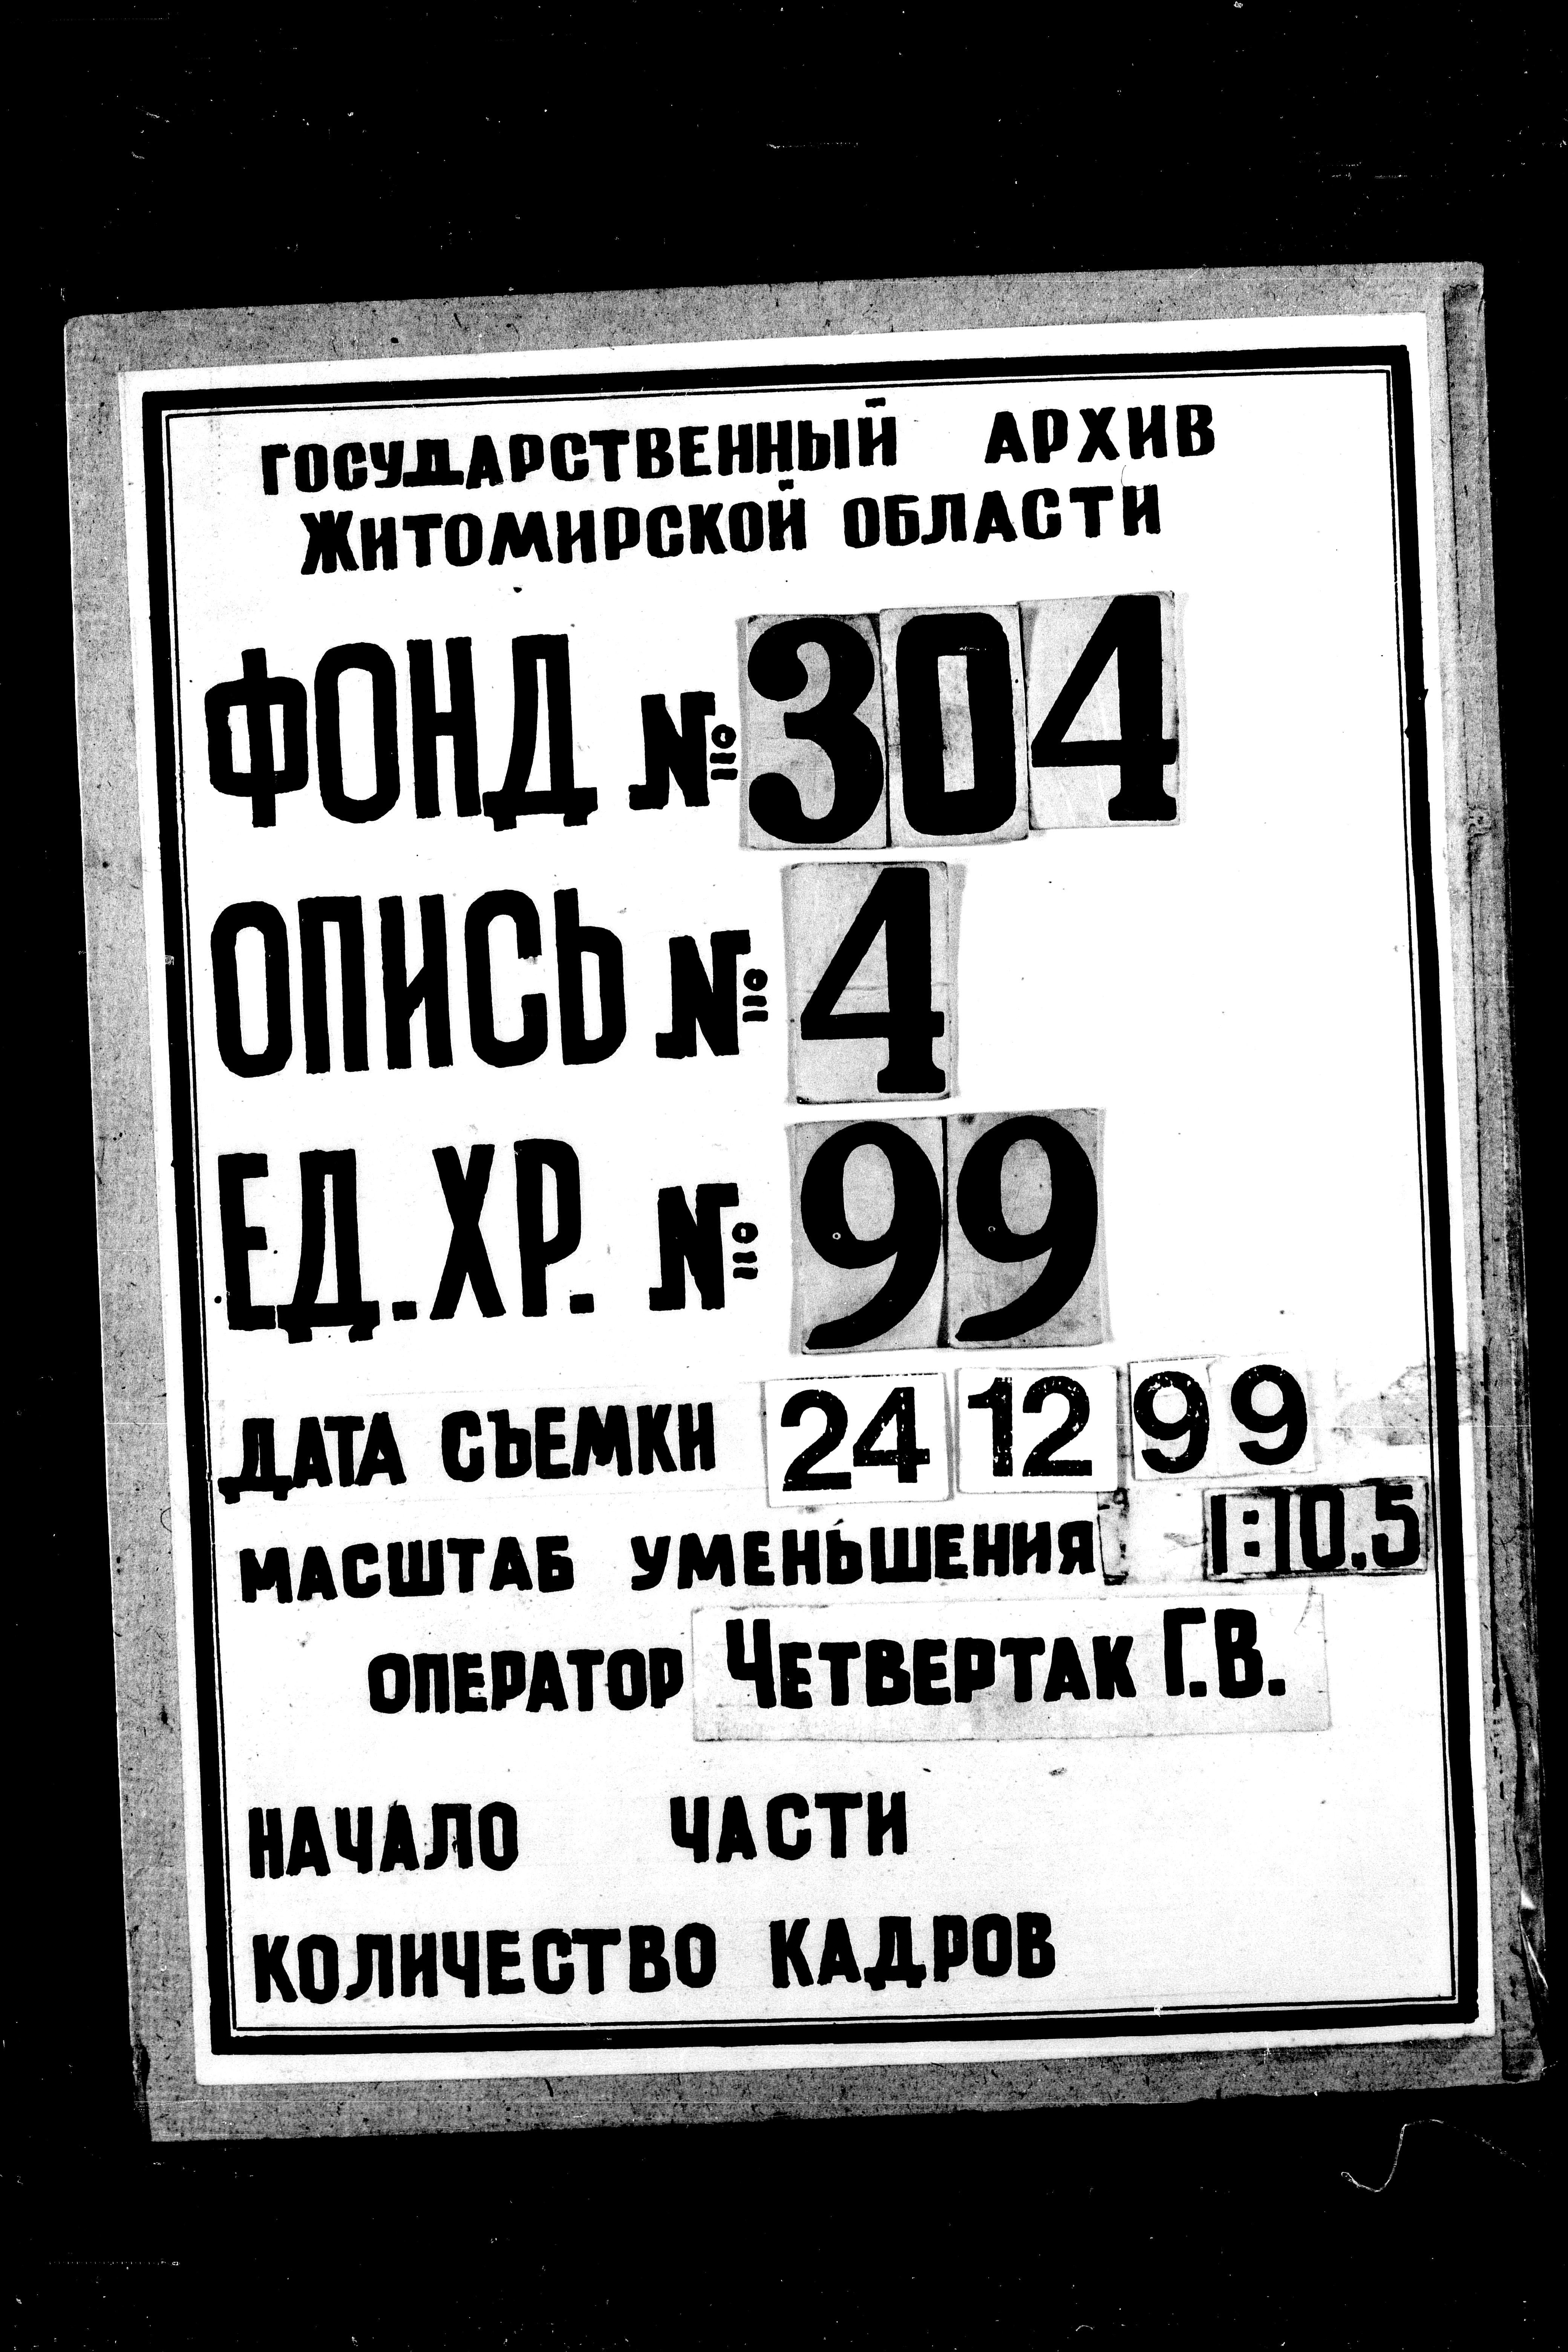 ГОСУДАРСТВЕННЫЙ АРХИВ
ЖИТОМИРСКОЙ ОБЛАСТИ
ФОНД № 304
ОПИСЬ № 4
ЕД.ХР. № 99
ДАТА СЪЕМКИ 24 12 99
МАСШТАБ УМЕНЬШЕНИЯ 1:10.5
ОПЕРАТОР ЧЕТВЕРТАК Г.В.
НАЧАЛО ЧАСТИ
КОЛИЧЕСТВО КАДРОВ